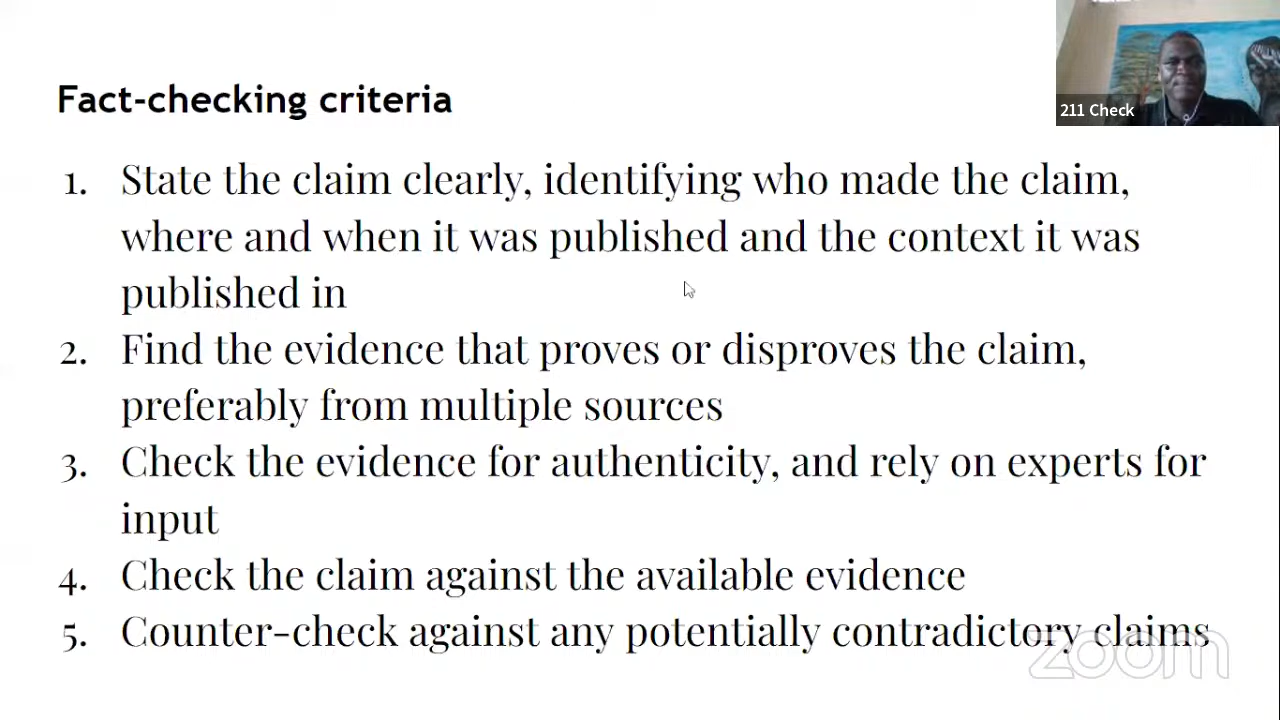 Fact-checking criteria
211 Check
1. State the claim clearly, identifying who made the claim,
where and when it was published and the context it was
published in
2. Find the evidence that proves or disproves the claim,
preferably from multiple sources
3. Check the evidence for authenticity, and rely on experts for
input
4. Check the claim against the available evidence
5. Counter-check against any potentially contradictory claims
zoom